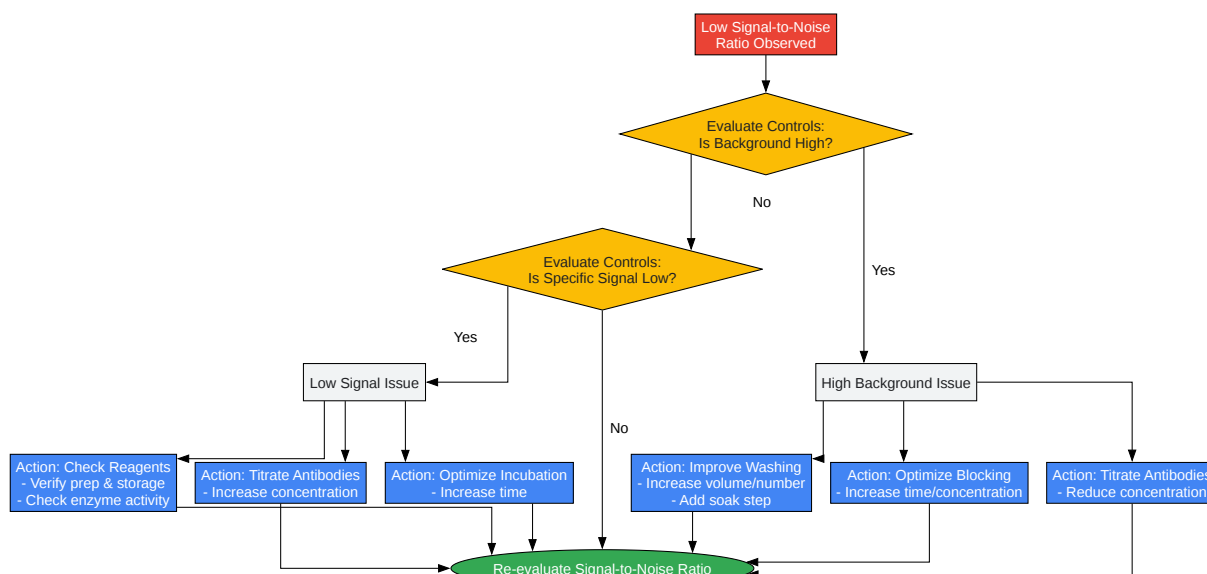 Low Signal-to-Noise
Ratio Observed
Evaluate Controls:
Is Background High?
No
Evaluate Controls:
Is Specific Signal Low?
Yes
Yes
Low Signal Issue
High Background Issue
No
Action: Check Reagents
- Verify prep & storage
- Check enzyme activity
Action: Titrate Antibodies
- Increase concentration
Action: Optimize Incubation
- Increase time
Action: Improve Washing
- Increase volume/number
- Add soak step
Action: Optimize Blocking
- Increase time/concentration
Action: Titrate Antibodies
- Reduce concentration
Re-evaluate Signal-to-Noise Ratio